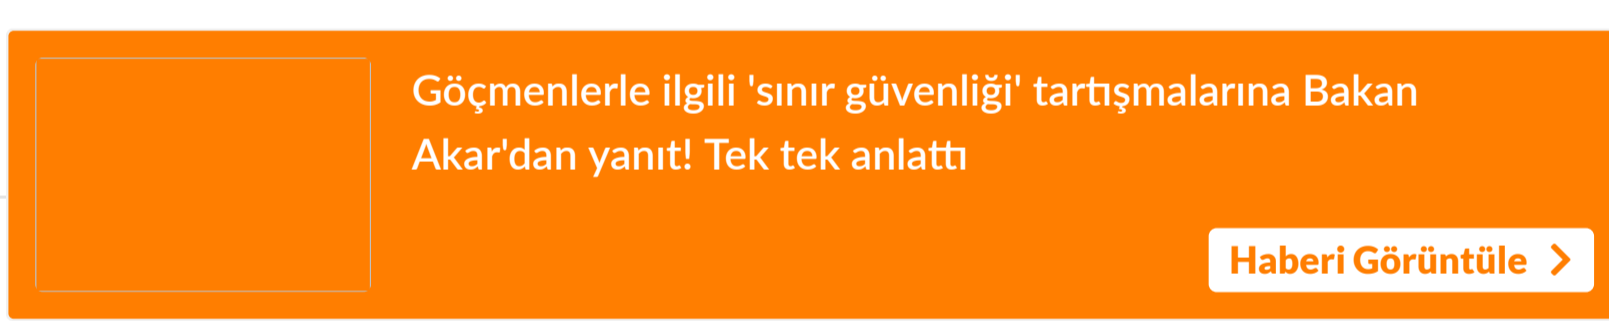 Göçmenlerle ilgili 'sınır güvenliği' tartışmalarına Bakan
Akar'dan yanıt! Tek tek anlattı
Haberi Görüntüle